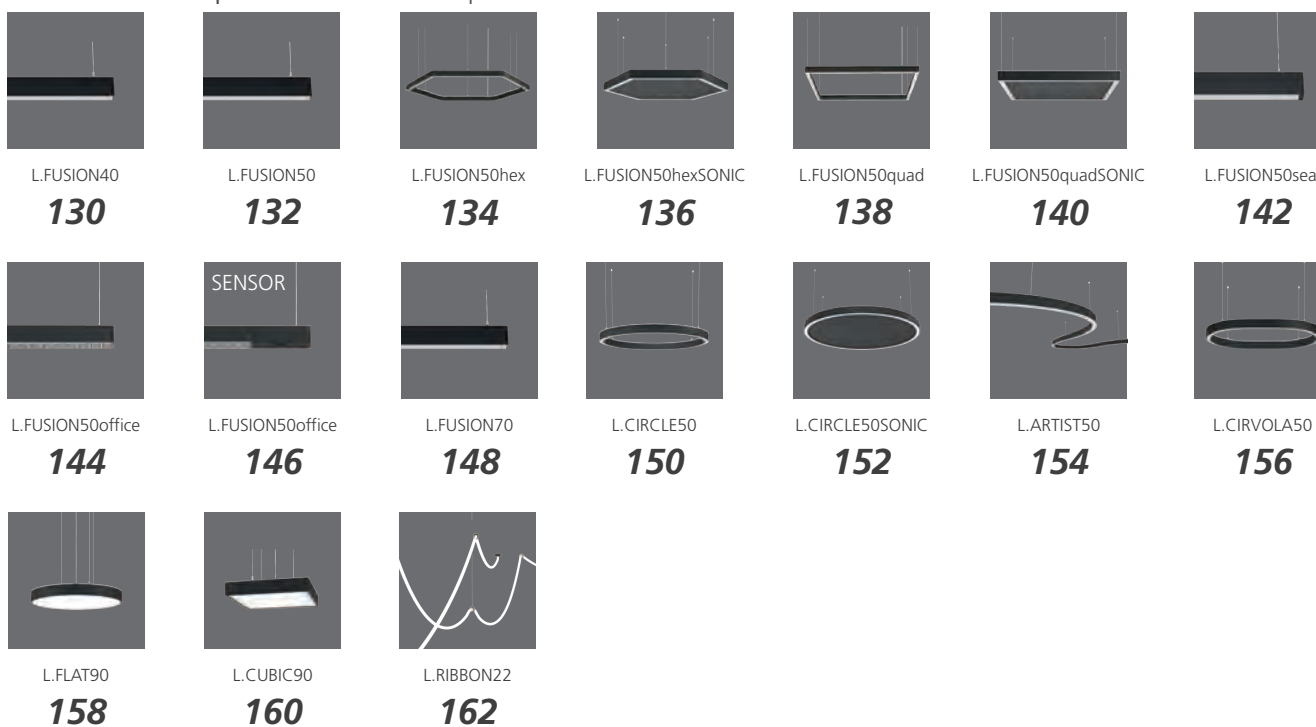 L.FUSION40 L.FUSION50 L.FUSION50hex L.FUSION50hexSONIC L.FUSION50quad L.FUSION50quadSONIC L.FUSION50sea
130 132 134 136 138 140 142
SENSOR
L.FUSION50office L.FUSION50office L.FUSION70 L.CIRCLE50 L.CIRCLE50SONIC L.ARTIST50 L.CIRVOLA50
144 146 148 150 152 154 156
L.FLAT90 L.CUBIC90 L.RIBBON22
158 160 162